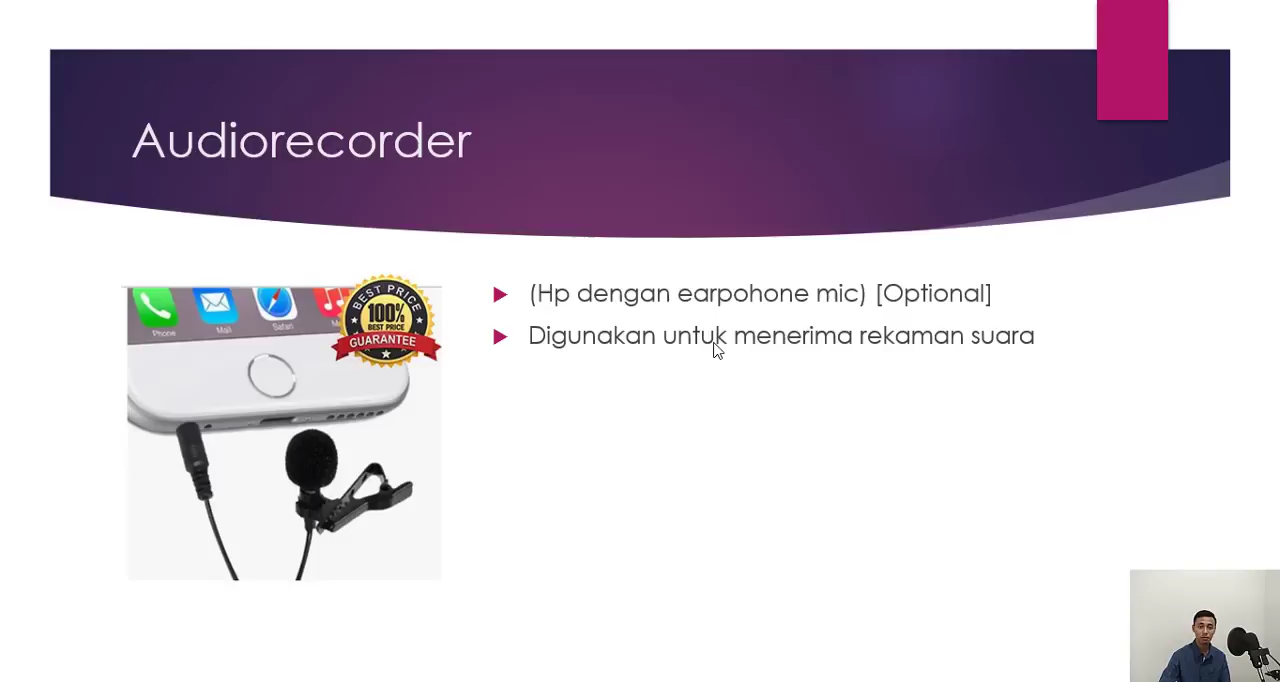 Audiorecorder
(Hp dengan earpohone mic) [Optional]
Digunakan untuk menerima rekaman suara
Phone
Mail
Safari
BEST PRICE
100%
BEST PRICE
GUARANTEE